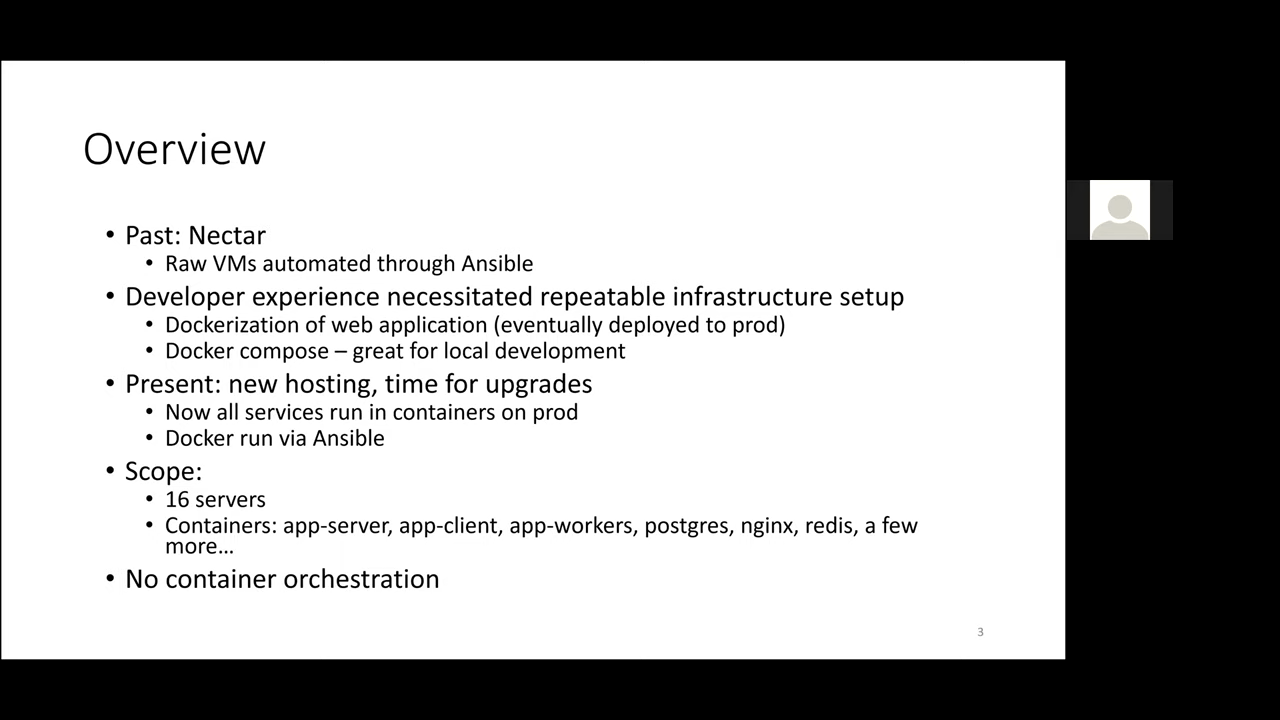 Overview
• Past: Nectar
• Raw VMs automated through Ansible
• Developer experience necessitated repeatable infrastructure setup
• Dockerization of web application (eventually deployed to prod)
• Docker compose – great for local development
• Present: new hosting, time for upgrades
• Now all services run in containers on prod
• Docker run via Ansible
• Scope:
• 16 servers
• Containers: app-server, app-client, app-workers, postgres, nginx, redis, a few
more…
• No container orchestration
3